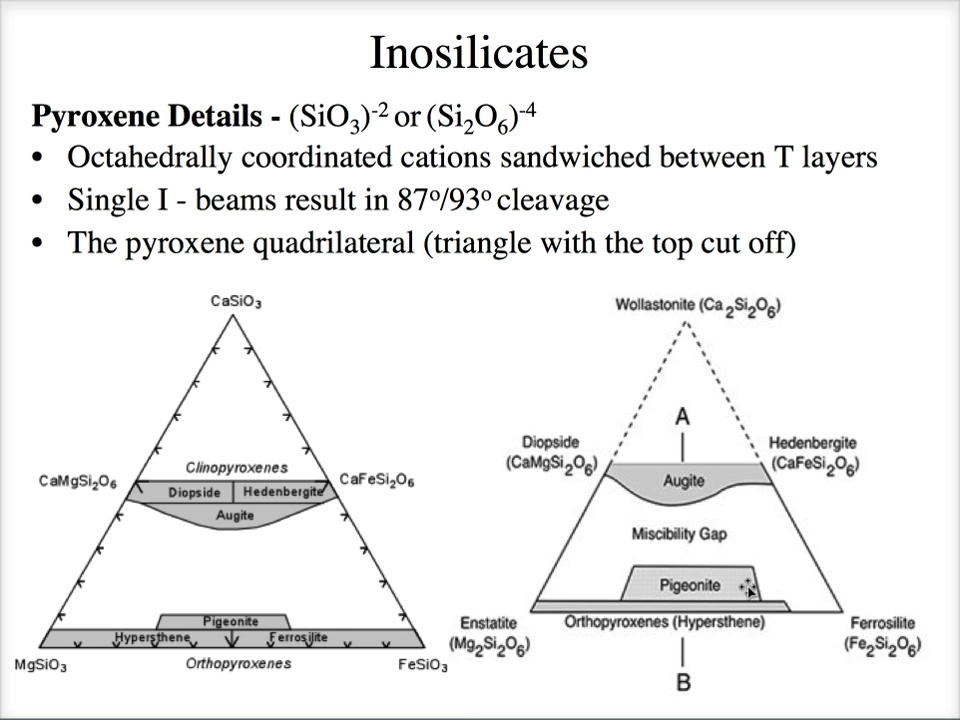 Inosilicates
Pyroxene Details - (SiO₃)⁻² or (Si₂O₆)⁻⁴
• Octahedrally coordinated cations sandwiched between T layers
• Single I - beams result in 87º/93º cleavage
• The pyroxene quadrilateral (triangle with the top cut off)
CaSiO₃
Clinopyroxenes
CaMgSi₂O₆
CaFeSi₂O₆
Diopside
Hedenbergite
Augite
Pigeonite
Hypersthene
Ferrosilite
MgSiO₃
Orthopyroxenes
FeSiO₃
Wollastonite (Ca₂Si₂O₆)
A
Diopside
(CaMgSi₂O₆)
Hedenbergite
(CaFeSi₂O₆)
Augite
Miscibility Gap
Pigeonite
Enstatite
(Mg₂Si₂O₆)
Orthopyroxenes (Hypersthene)
Ferrosilite
(Fe₂Si₂O₆)
B